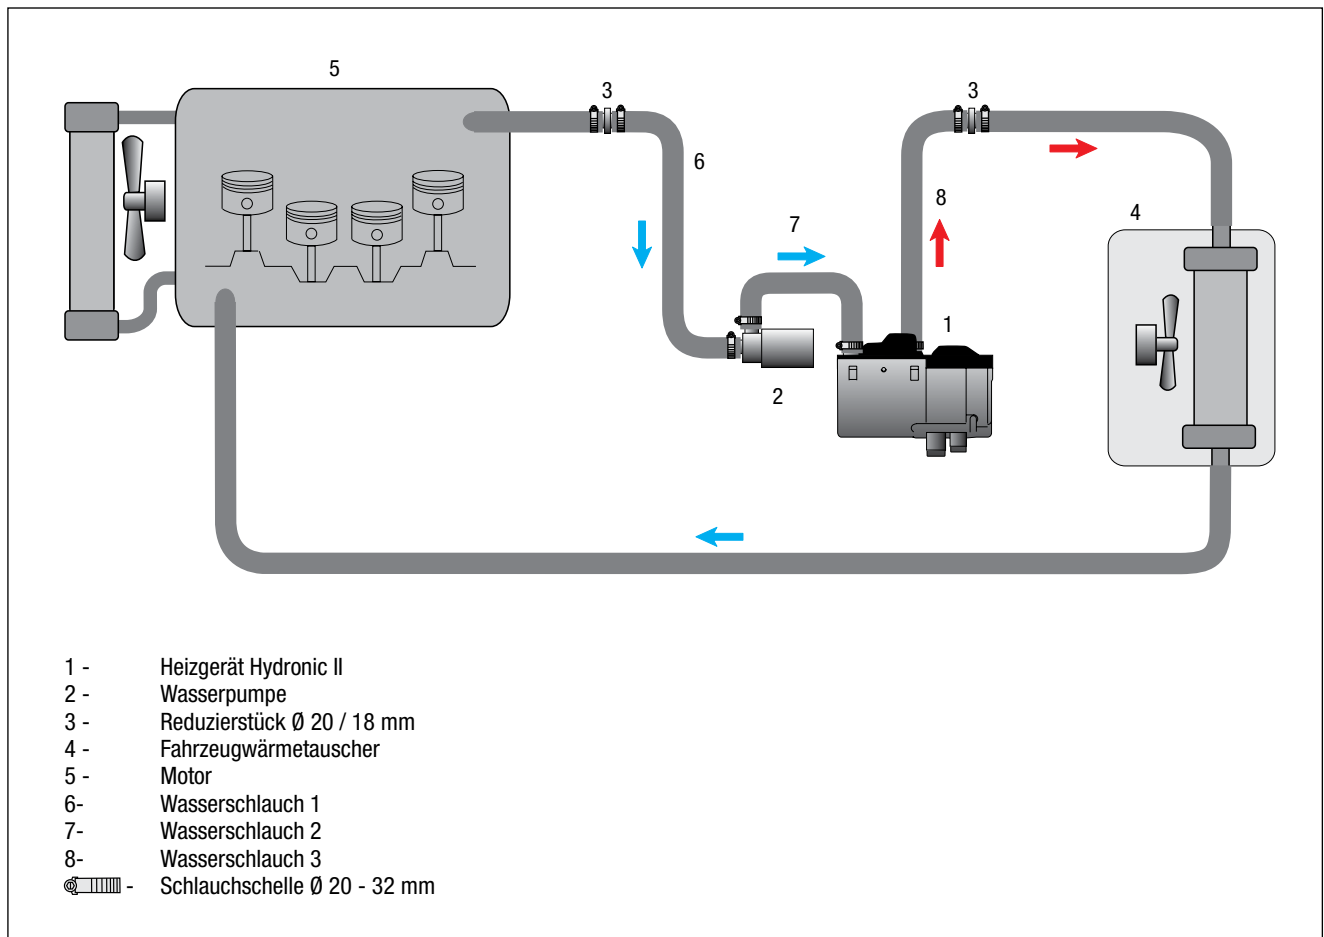 5
3
3
6
7
8
4
1
2
1 - Heizgerät Hydronic II
2 - Wasserpumpe
3 - Reduzierstück Ø 20 / 18 mm
4 - Fahrzeugwärmetauscher
5 - Motor
6- Wasserschlauch 1
7- Wasserschlauch 2
8- Wasserschlauch 3
- Schlauchschelle Ø 20 - 32 mm